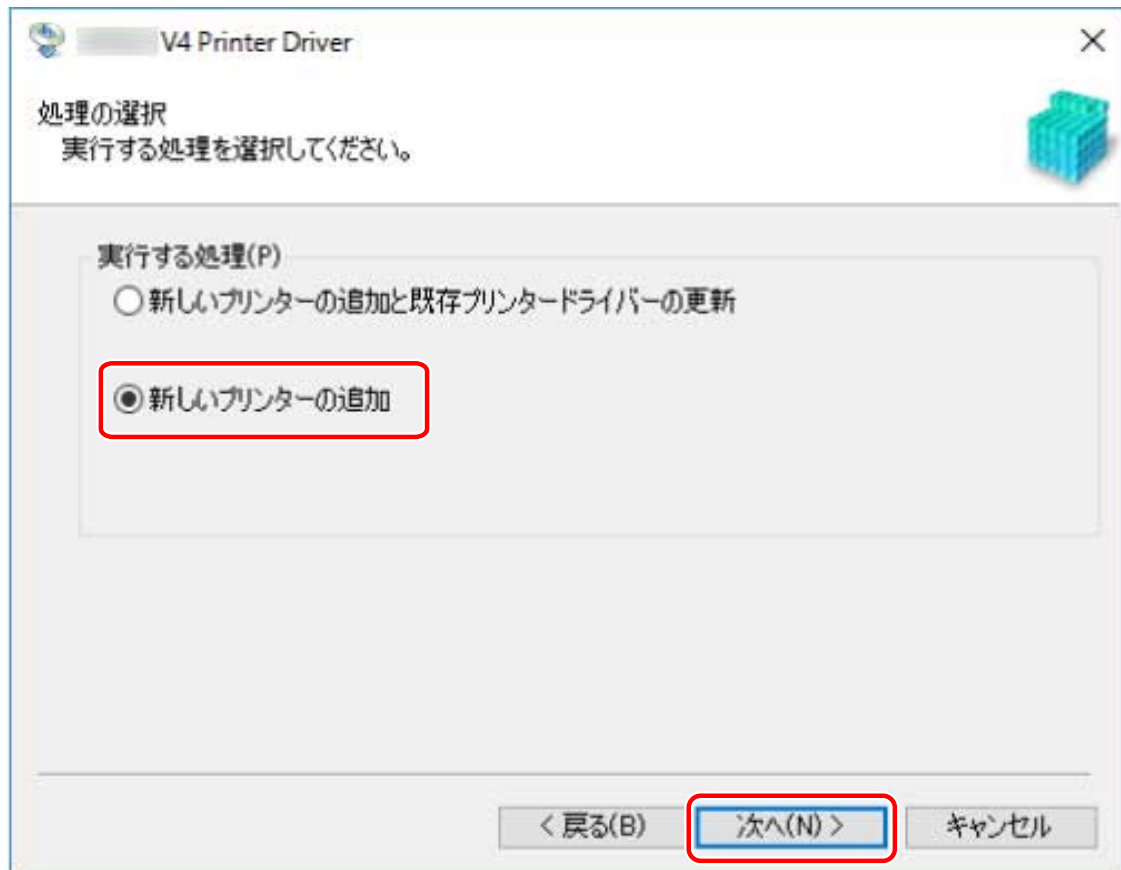 V4 Printer Driver
処理の選択
実行する処理を選択してください。
実行する処理(P)
新しいプリンターの追加と既存プリンタードライバーの更新
新しいプリンターの追加
< 戻る(B)
次へ(N) >
キャンセル